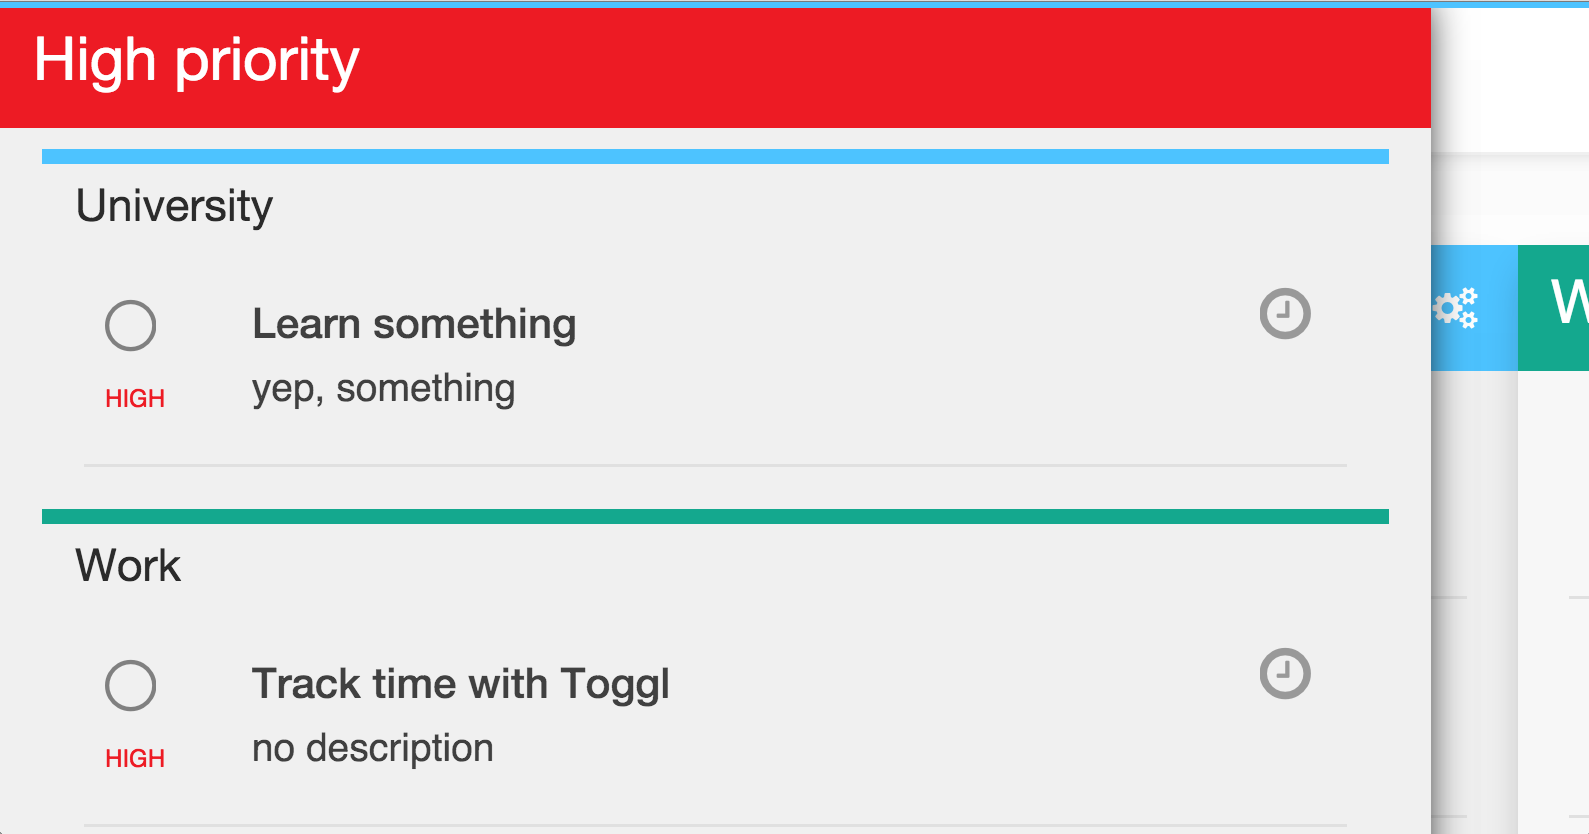 High priority
University
Learn something
HIGH
yep, something
Work
Track time with Toggl
HIGH
no description